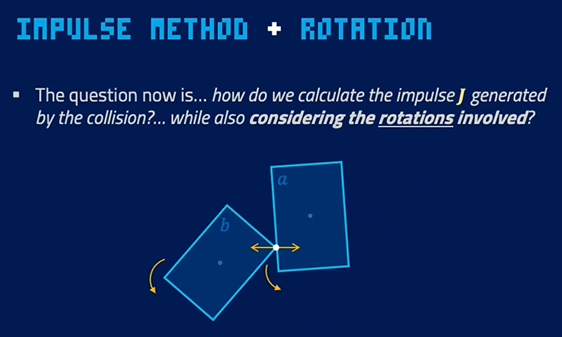 IMPULSE METHOD + ROTATION
▪ The question now is... how do we calculate the impulse J generated
by the collision?... while also considering the rotations involved?
a
b